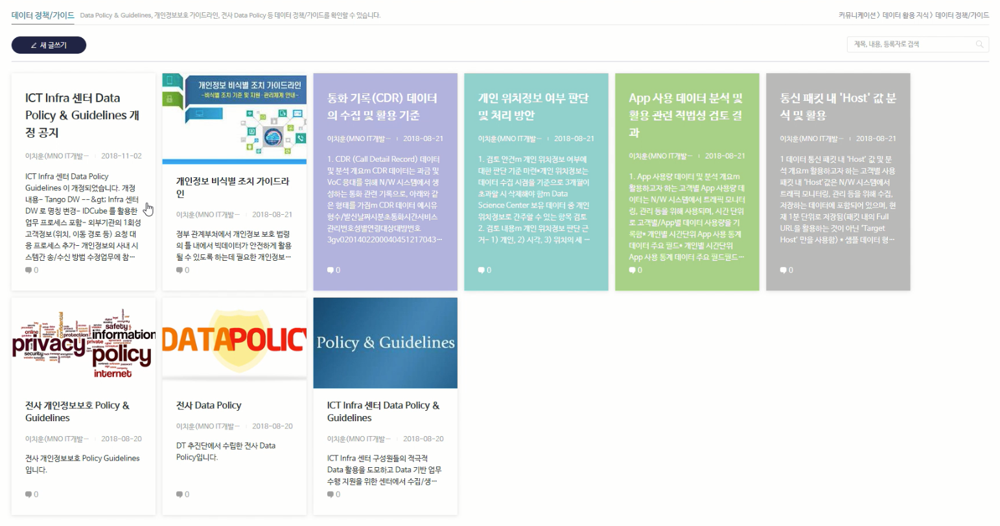 데이터 정책/가이드
Data Policy & Guidelines, 개인정보보호 가이드라인, 전사 Data Policy 등 데이터 정책/가이드를 확인할 수 있습니다.
커뮤니케이션 > 데이터 활용 지식 > 데이터 정책/가이드
새 글쓰기
제목, 내용, 등록자로 검색
ICT Infra 센터 Data
Policy & Guidelines 개
정 공지
이치훈(MNO IT개발…
2018-11-02
ICT Infra 센터 Data Policy
Guidelines 이 개정되었습니다. 개정
내용- Tango DW --&gt; Infra 센터
DW 로 명칭 변경- IDCube 를 활용한
업무 프로세스 포함- 외부기관의 1회성
고객정보(위치, 이동 경로 등) 요청 대
응 프로세스 추가- 개인정보의 사내 시
스템간 송/수신 방법 수정업무에 참…
0
개인정보 비식별 조치 가이드라인
-비식별 조치 기준 및 지원·관리체계 안내-
개인정보 비식별 조치 가이드라
인
이치훈(MNO IT개발…
2018-08-21
정부 관계부처에서 개인정보 보호 법령
의 틀 내에서 빅데이터가 안전하게 활용
될 수 있도록 하는데 필요한 개인정보…
0
통화 기록(CDR) 데이터
의 수집 및 활용 기준
이치훈(MNO IT개발…
2018-08-21
1. CDR (Call Detail Record) 데이터
및 분석 개요m CDR 데이터는 과금 및
VoC 응대를 위해 N/W 시스템에서 생
성하는 통화 관련 기록으로, 아래와 같
은 형태를 가짐m CDR 데이터 예시유
형수/발신날짜시분초통화시간서비스
관리번호성별연령대상대방번호
3gv0201402200040451217043…
0
개인 위치정보 여부 판단
및 처리 방안
이치훈(MNO IT개발…
2018-08-21
1. 검토 안건m 개인 위치정보 여부에
대한 판단 기준 마련*개인 위치정보는
데이터 수집 시점을 기준으로 3개월이
초과할 시 삭제해야 함m Data
Science Center 보유 데이터 중 개인
위치정보로 간주할 수 있는 항목 검토
2. 검토 내용m 개인 위치정보 판단 근
거- 1) 개인, 2) 시각, 3) 위치의 세 …
0
App 사용 데이터 분석 및
활용 관련 적법성 검토 결
과
이치훈(MNO IT개발…
2018-08-21
1. App 사용량 데이터 및 분석 개요m
활용하고자 하는 고객별 App 사용량 데
이터는 N/W 시스템에서 트래픽 모니터
링, 관리 등을 위해 사용되며, 시간 단위
로 고객별/App별 데이터 사용량을 기
록함* 개인별 시간단위 App 사용 통계
데이터 주요 필드* 개인별 시간단위
App 사용 통계 데이터 주요 필드필드…
0
통신 패킷 내 'Host' 값 분
석 및 활용
이치훈(MNO IT개발…
2018-08-21
1 데이터 통신 패킷 내 'Host' 값 및 분
석 개요m 활용하고자 하는 고객별 사용
패킷 내 'Host'값은 N/W 시스템에서
트래픽 모니터링, 관리 등을 위해 수집,
저장하는 데이터에 포함되어 있으며, 현
재 1분 단위로 저장됨(패킷 내의 Full
URL을 활용하는 것이 아닌 'Target
Host' 만을 사용함) * 샘플 데이터 형…
0
confidential
safety
online
protection
information
privacy
private
security
policy
internet
전사 개인정보보호 Policy &
Guidelines
이치훈(MNO IT개발…
2018-08-20
전사 개인정보보호 Policy Guidelines
입니다.
0
DATAPOLICY
전사 Data Policy
이치훈(MNO IT개발…
2018-08-20
DT 추진단에서 수립한 전사 Data
Policy입니다.
0
Policy & Guidelines
ICT Infra 센터 Data Policy &
Guidelines
이치훈(MNO IT개발…
2018-08-20
ICT Infra 센터 구성원들의 적극적
Data 활용을 도모하고 Data 기반 업무
수행 지원을 위한 센터에서 수집/생…
0